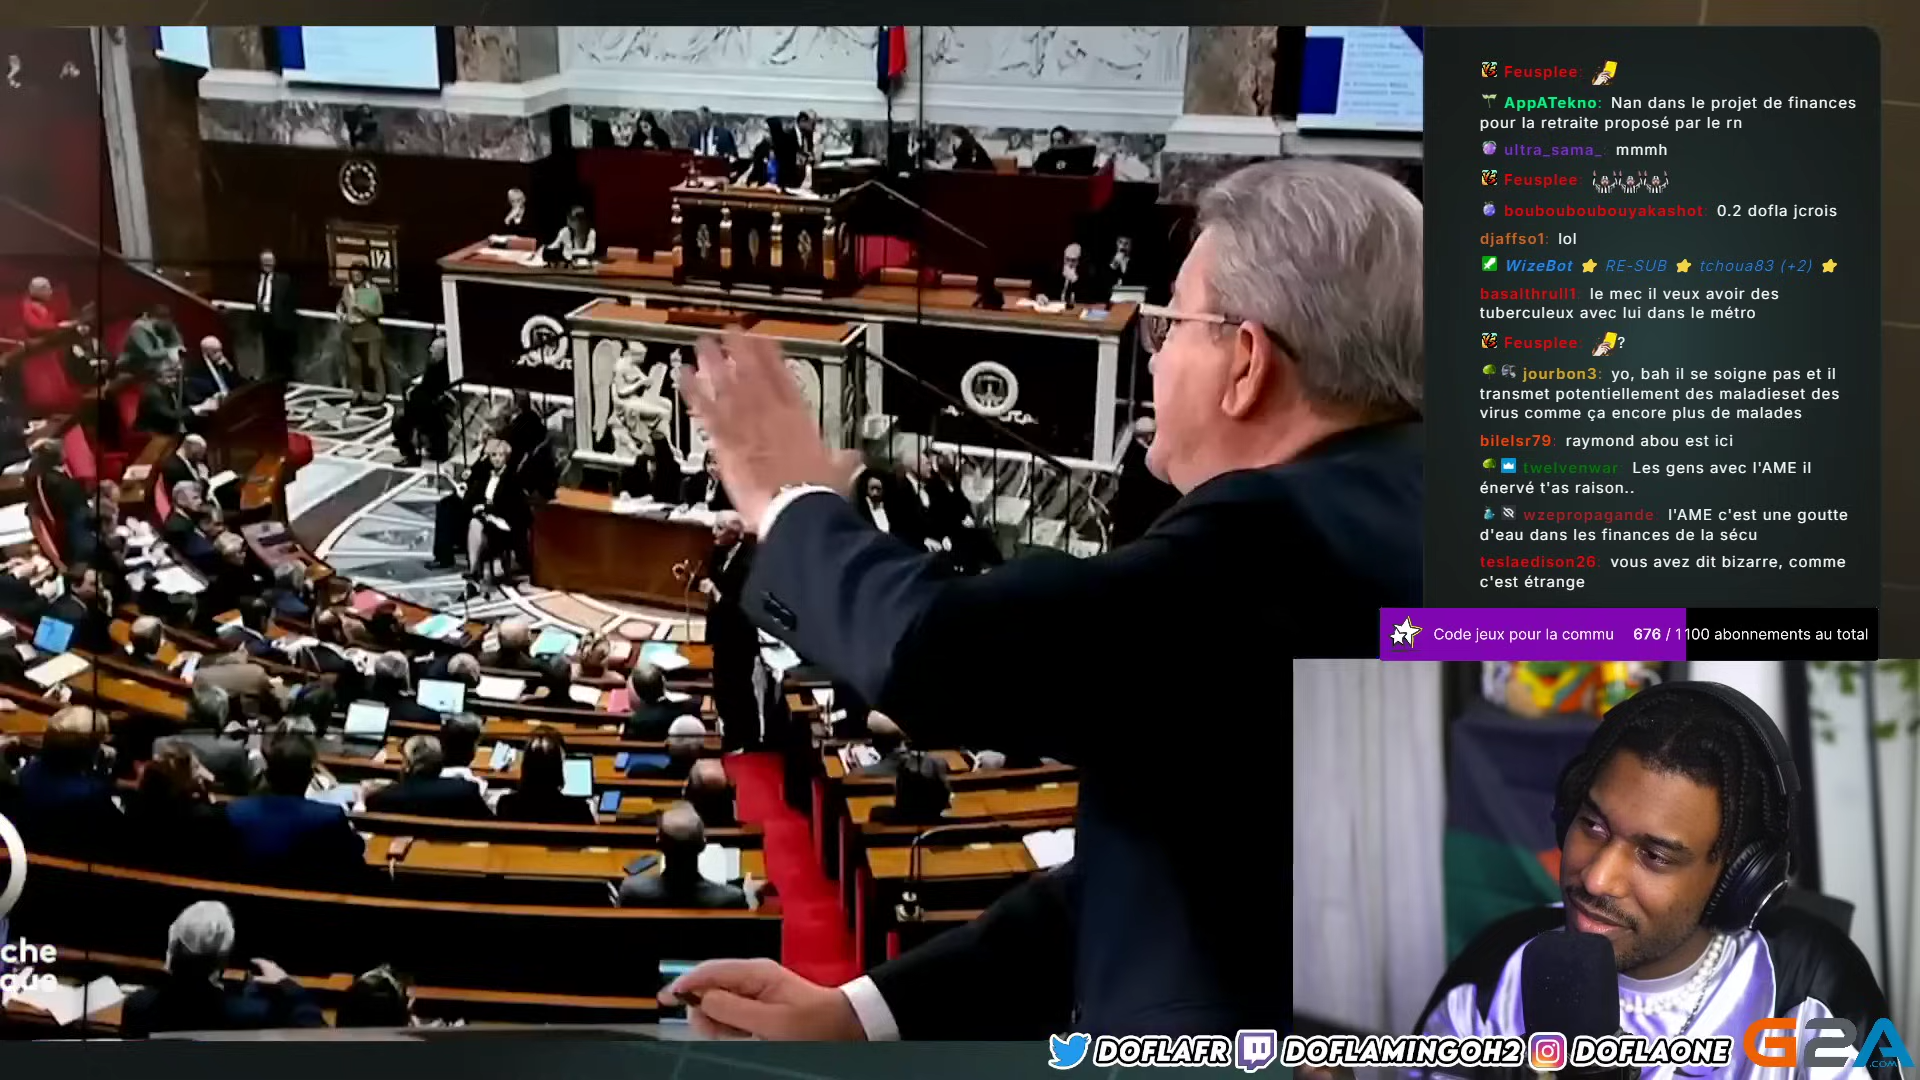 Feusplee:
AppATekno: Nan dans le projet de finances
pour la retraite proposé par le rn
ultra_sama_: mmmh
Feusplee:
bouboubouboukayashot: 0.2 dofla jcrois
djaffso1: lol
WizeBot RE-SUB tchoua83 (+2)
basalthrull1: le mec il veux avoir des
tuberculeux avec lui dans le métro
Feusplee: ?
jourbon3: yo, bah il se soigne pas et il
transmet potentiellement des maladieset des
virus comme ça encore plus de malades
bilelsr79: raymond abou est ici
twelvenwar: Les gens avec l'AME il
énervé t'as raison..
wzepropagande: l'AME c'est une goutte
d'eau dans les finances de la sécu
teslaedison26: vous avez dit bizarre, comme
c'est étrange
Code jeux pour la commu 676 / 1100 abonnements au total
12
che
que
DOFLAFR DOFLAMINGOH2 DOFLAONE G2A
.COM